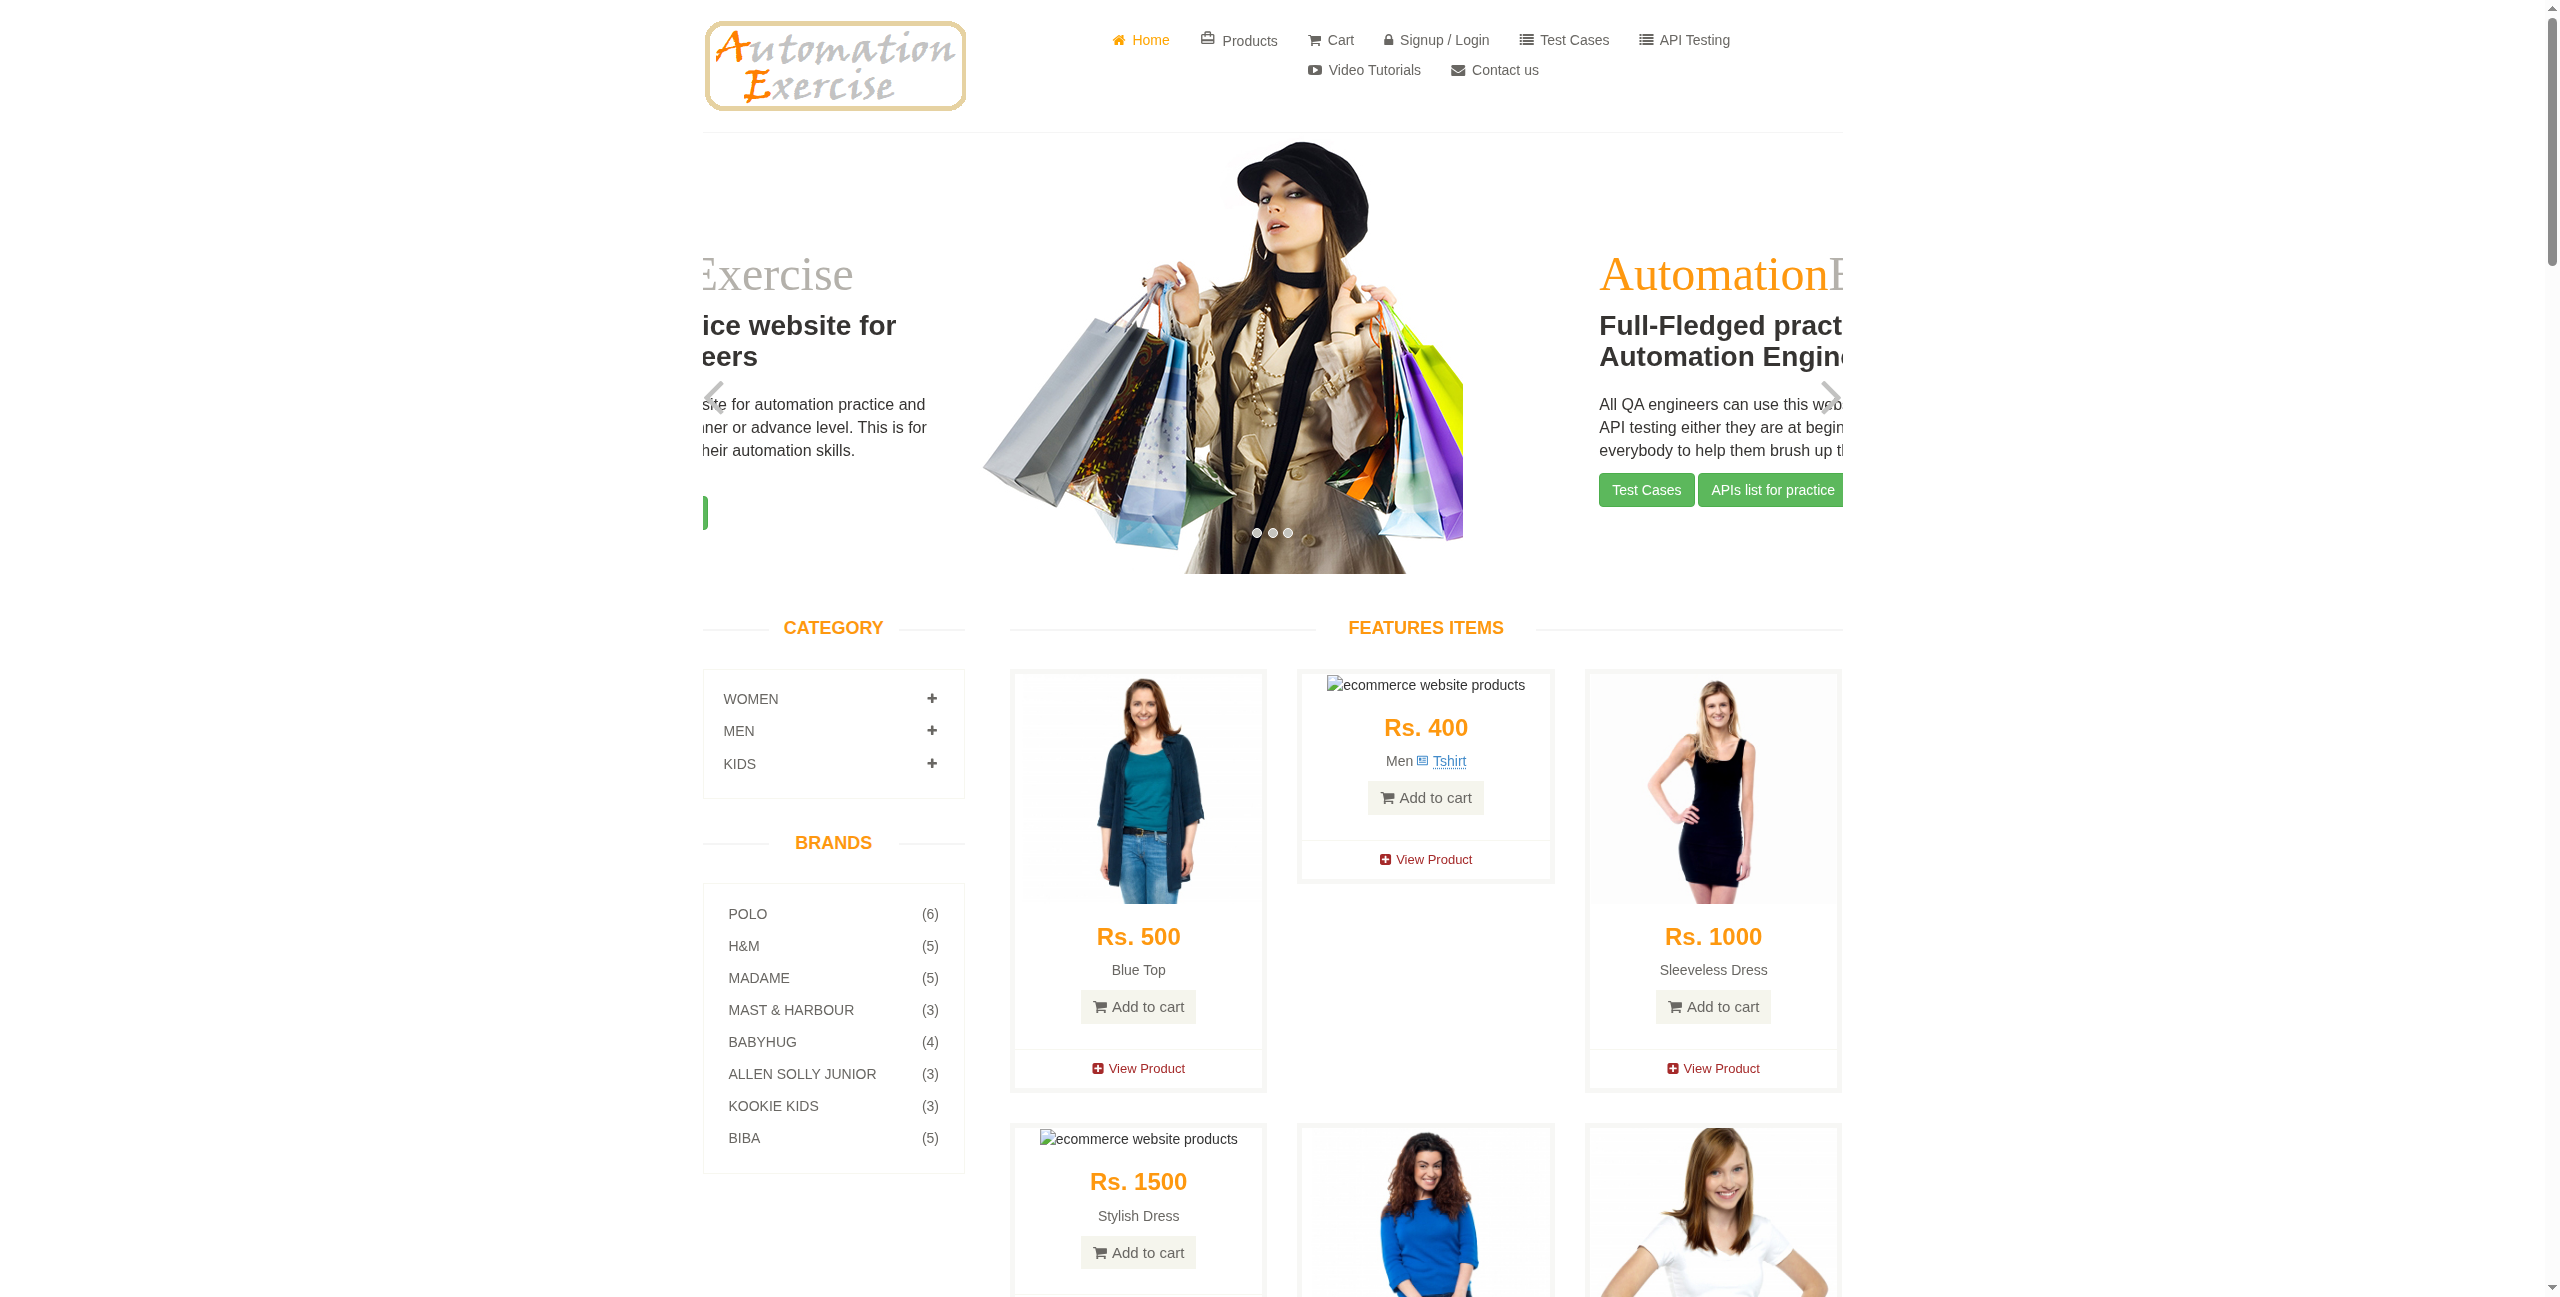 Automation
Exercise
Home
Products
Cart
Signup / Login
Test Cases
API Testing
Video Tutorials
Contact us
Exercise
ice website for
eers
site for automation practice and
ner or advance level. This is for
heir automation skills.
Automation
Full-Fledged pract
Automation Engin
All QA engineers can use this web
API testing either they are at begin
everybody to help them brush up t
Test Cases
APIs list for practice
CATEGORY
WOMEN
MEN
KIDS
BRANDS
POLO (6)
H&M (5)
MADAME (5)
MAST & HARBOUR (3)
BABYHUG (4)
ALLEN SOLLY JUNIOR (3)
KOOKIE KIDS (3)
BIBA (5)
FEATURES ITEMS
Rs. 500
Blue Top
Add to cart
View Product
ecommerce website products
Rs. 400
Men Tshirt
Add to cart
View Product
Rs. 1000
Sleeveless Dress
Add to cart
View Product
ecommerce website products
Rs. 1500
Stylish Dress
Add to cart